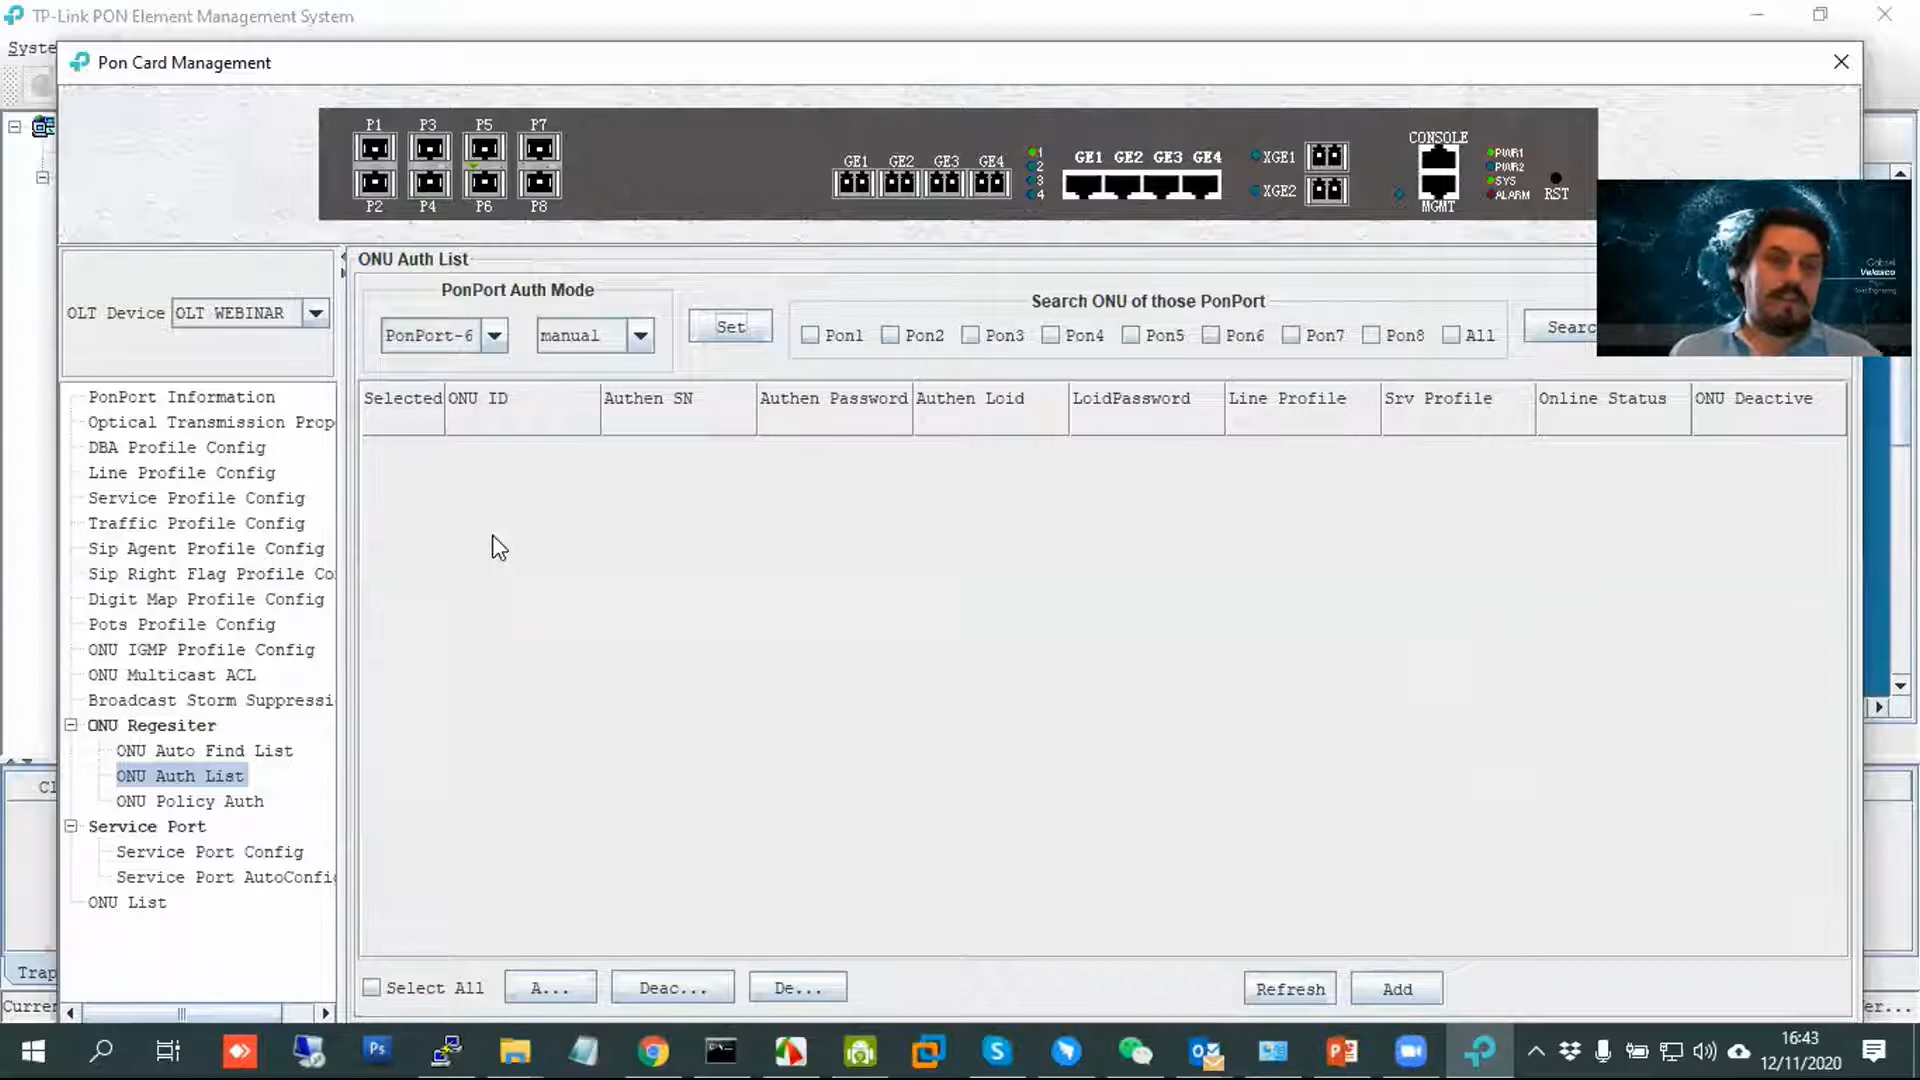 TP-Link PON Element Management System
Syste
Pon Card Management
P1 P3 P5 P7
P2 P4 P6 P8
GE1 GE2 GE3 GE4
1
2
3
4
GE1 GE2 GE3 GE4
XGE1
XGE2
CONSOLE
MGMT
PWR1
PWR2
SYS
ALARM
RST
Velasco
OLT Device OLT WEBINAR
ONU Auth List
PonPort Auth Mode
PonPort-6 manual
Set
Search ONU of those PonPort
Pon1 Pon2 Pon3 Pon4 Pon5 Pon6 Pon7 Pon8 All
Searc
Selected ONU ID Authen SN Authen Password Authen Loid LoidPassword Line Profile Srv Profile Online Status ONU Deactive
PonPort Information
Optical Transmission Prop
DBA Profile Config
Line Profile Config
Service Profile Config
Traffic Profile Config
Sip Agent Profile Config
Sip Right Flag Profile Co
Digit Map Profile Config
Pots Profile Config
ONU IGMP Profile Config
ONU Multicast ACL
Broadcast Storm Suppressi
ONU Regesiter
ONU Auto Find List
ONU Auth List
ONU Policy Auth
Service Port
Service Port Config
Service Port AutoConfi
ONU List
Cl
Trap
Curren
er...
Select All A... Deac... De... Refresh Add
Ps
16:43
12/11/2020